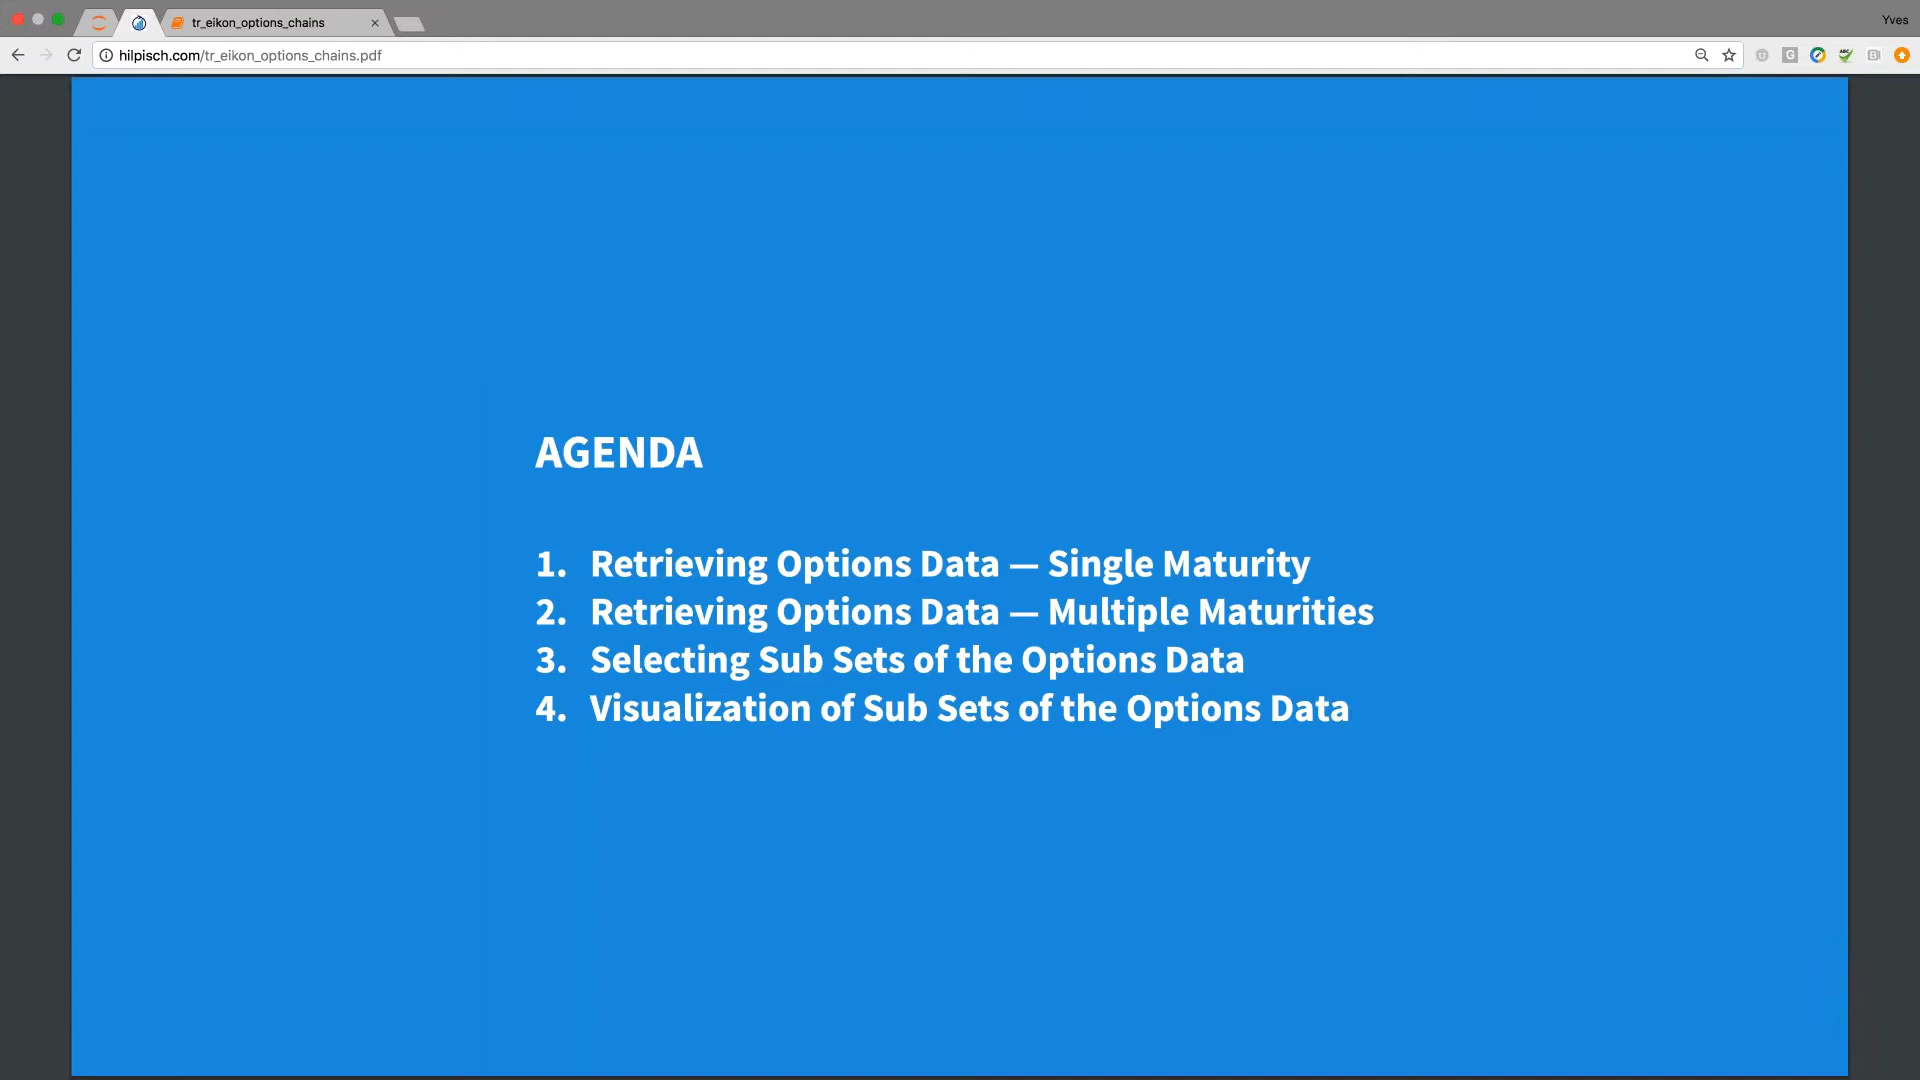 tr_eikon_options_chains
Yves
hilpisch.com/tr_eikon_options_chains.pdf
AGENDA
1. Retrieving Options Data — Single Maturity
2. Retrieving Options Data — Multiple Maturities
3. Selecting Sub Sets of the Options Data
4. Visualization of Sub Sets of the Options Data